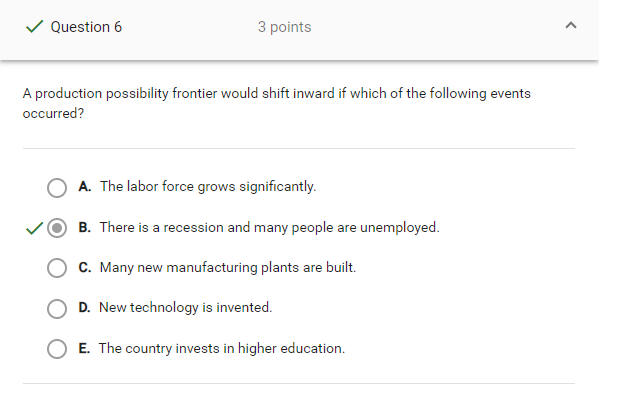 Question 6 3 points
A production possibility frontier would shift inward if which of the following events
occurred?
A. The labor force grows significantly.
B. There is a recession and many people are unemployed.
C. Many new manufacturing plants are built.
D. New technology is invented.
E. The country invests in higher education.